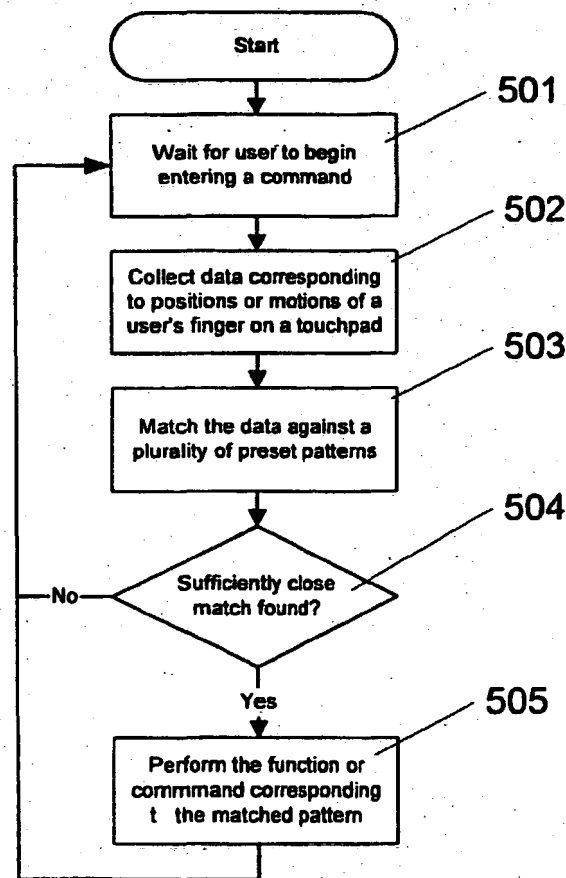 Start
501
Wait for user to begin
entering a command
502
Collect data corresponding
to positions or motions of a
user's finger on a touchpad
503
Match the data against a
plurality of preset patterns
504
Sufficiently close
match found?
No
Yes
505
Perform the function or
commmand corresponding
t the matched pattern